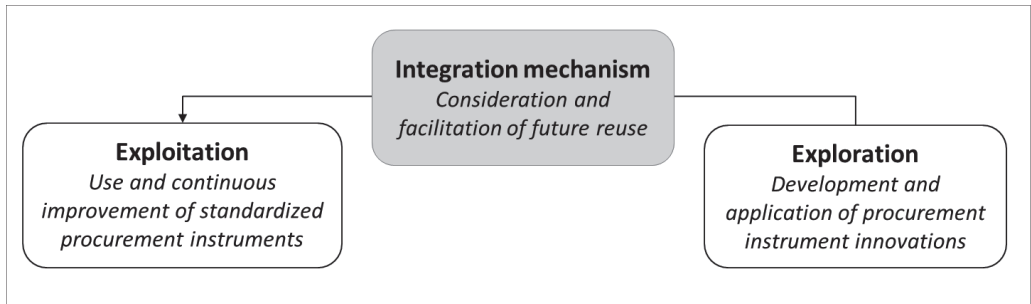 Integration mechanism
Consideration and
facilitation of future reuse
Exploitation
Use and continuous
improvement of standardized
procurement instruments
Exploration
Development and
application of procurement
instrument innovations